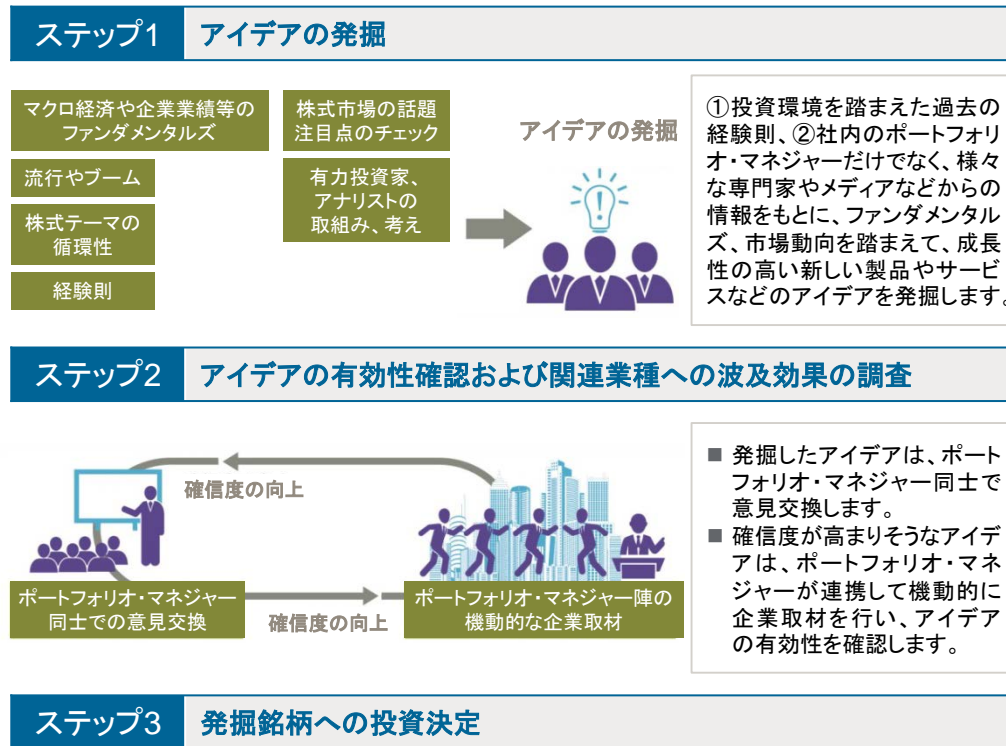 ステップ1
アイデアの発掘
マクロ経済や企業業績等の
ファンダメンタルズ
株式市場の話題
注目点のチェック
流行やブーム
有力投資家、
アナリストの
取組み、考え
株式テーマの
循環性
経験則
アイデアの発掘
①投資環境を踏まえた過去の
経験則、②社内のポートフォリ
オ・マネジャーだけでなく、様々
な専門家やメディアなどからの
情報をもとに、ファンダメンタル
ズ、市場動向を踏まえて、成長
性の高い新しい製品やサービ
スなどのアイデアを発掘します。
ステップ2
アイデアの有効性確認および関連業種への波及効果の調査
確信度の向上
ポートフォリオ・マネジャー
同士での意見交換
確信度の向上
ポートフォリオ・マネジャー陣の
機動的な企業取材
■ 発掘したアイデアは、ポート
フォリオ・マネジャー同士で
意見交換します。
■ 確信度が高まりそうなアイデ
アは、ポートフォリオ・マネ
ジャーが連携して機動的に
企業取材を行い、アイデア
の有効性を確認します。
ステップ3
発掘銘柄への投資決定